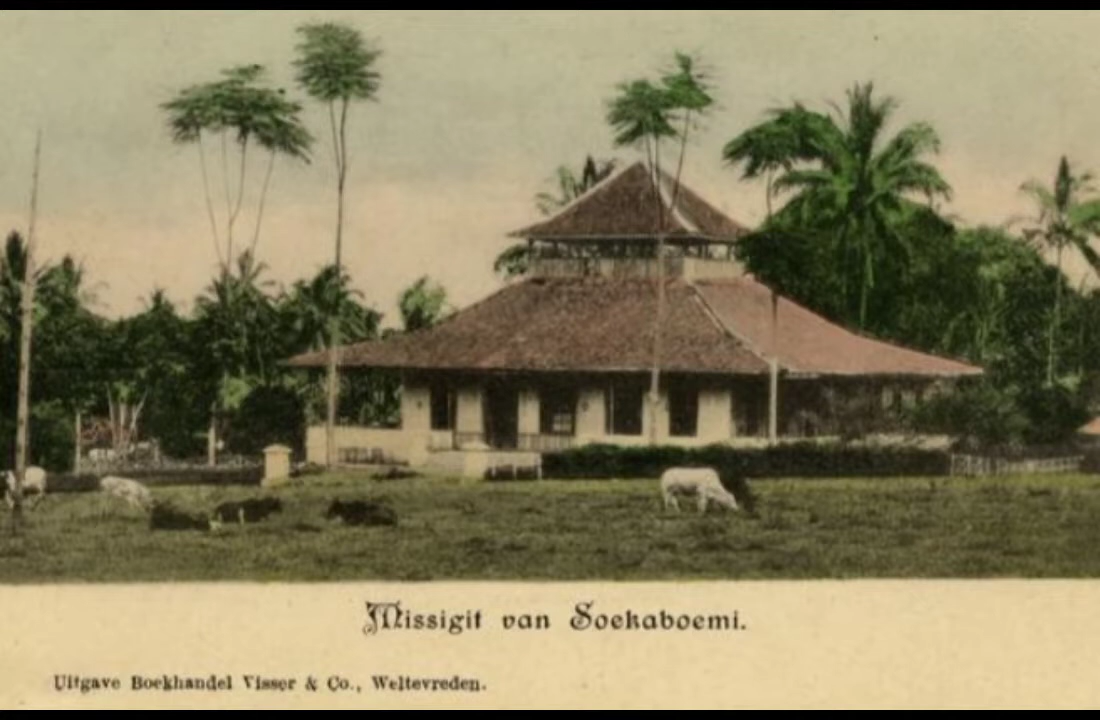 Missigit van Soekaboemi.
Uitgave Boekhandel Visser & Co., Weltevreden.